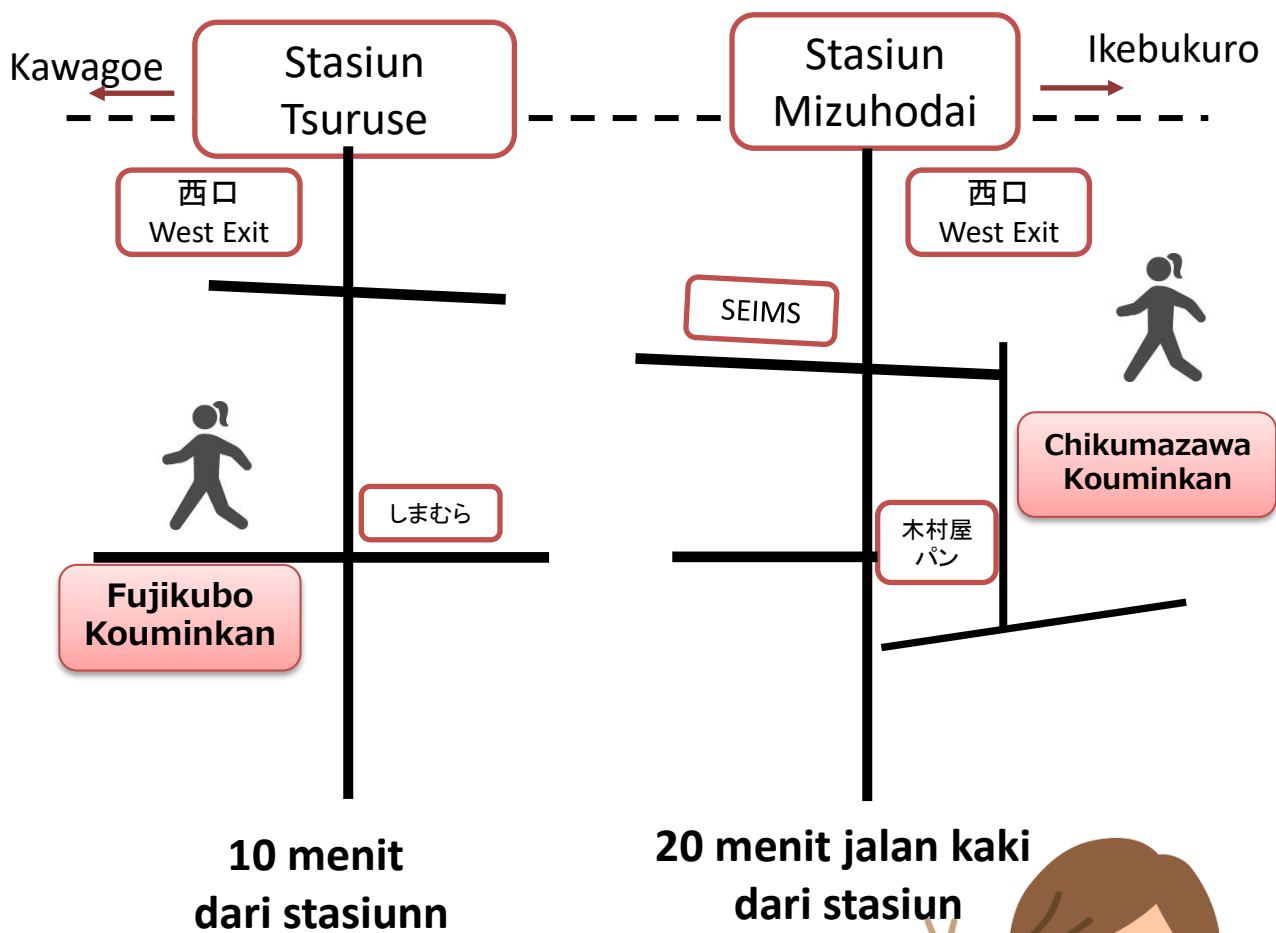 Kawagoe
Stasiun
Tsuruse
Stasiun
Mizuhodai
Ikebukuro
西口
West Exit
西口
West Exit
SEIMS
しまむら
Chikumazawa
Kouminkan
木村屋
パン
Fujikubo
Kouminkan
10 menit
dari stasiunn
20 menit jalan kaki
dari stasiun